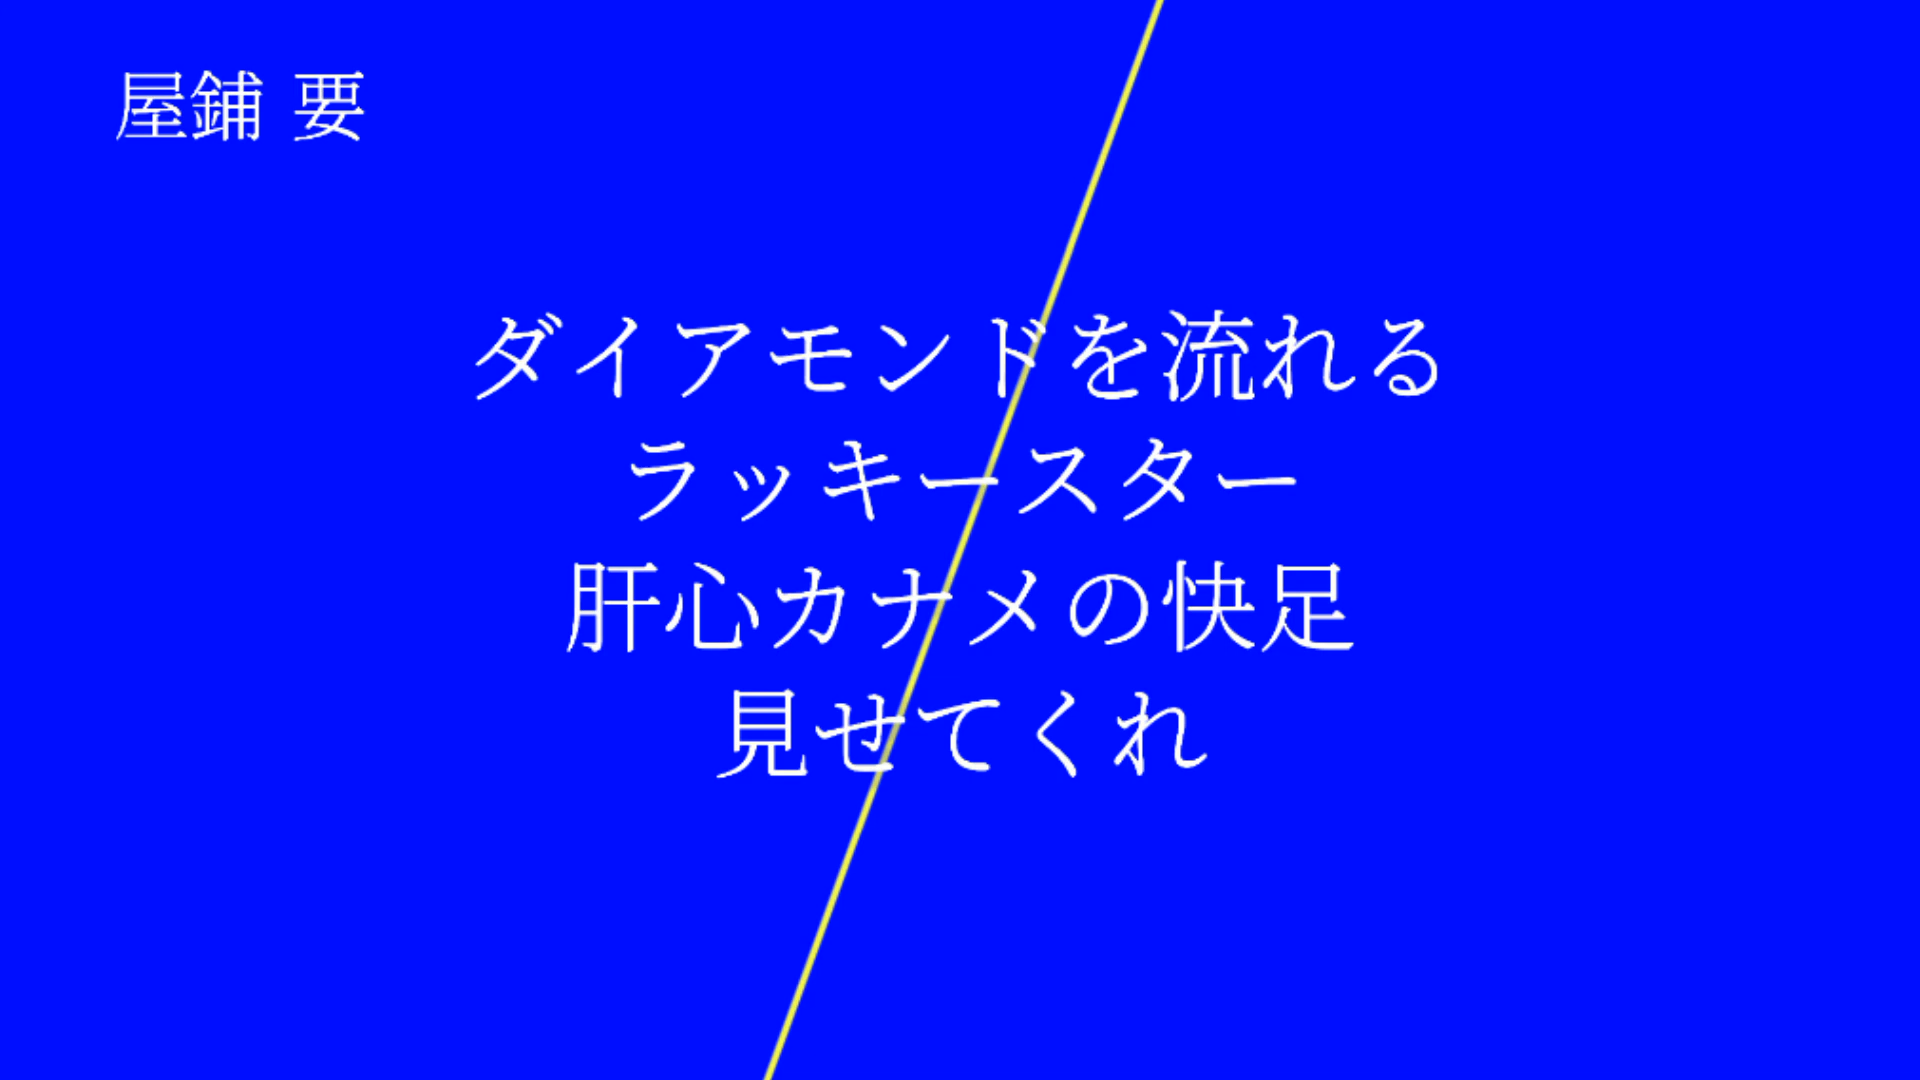 屋鋪 要
ダイアモンドを流れる
ラッキースター
肝心カナメの快足
見せてくれ